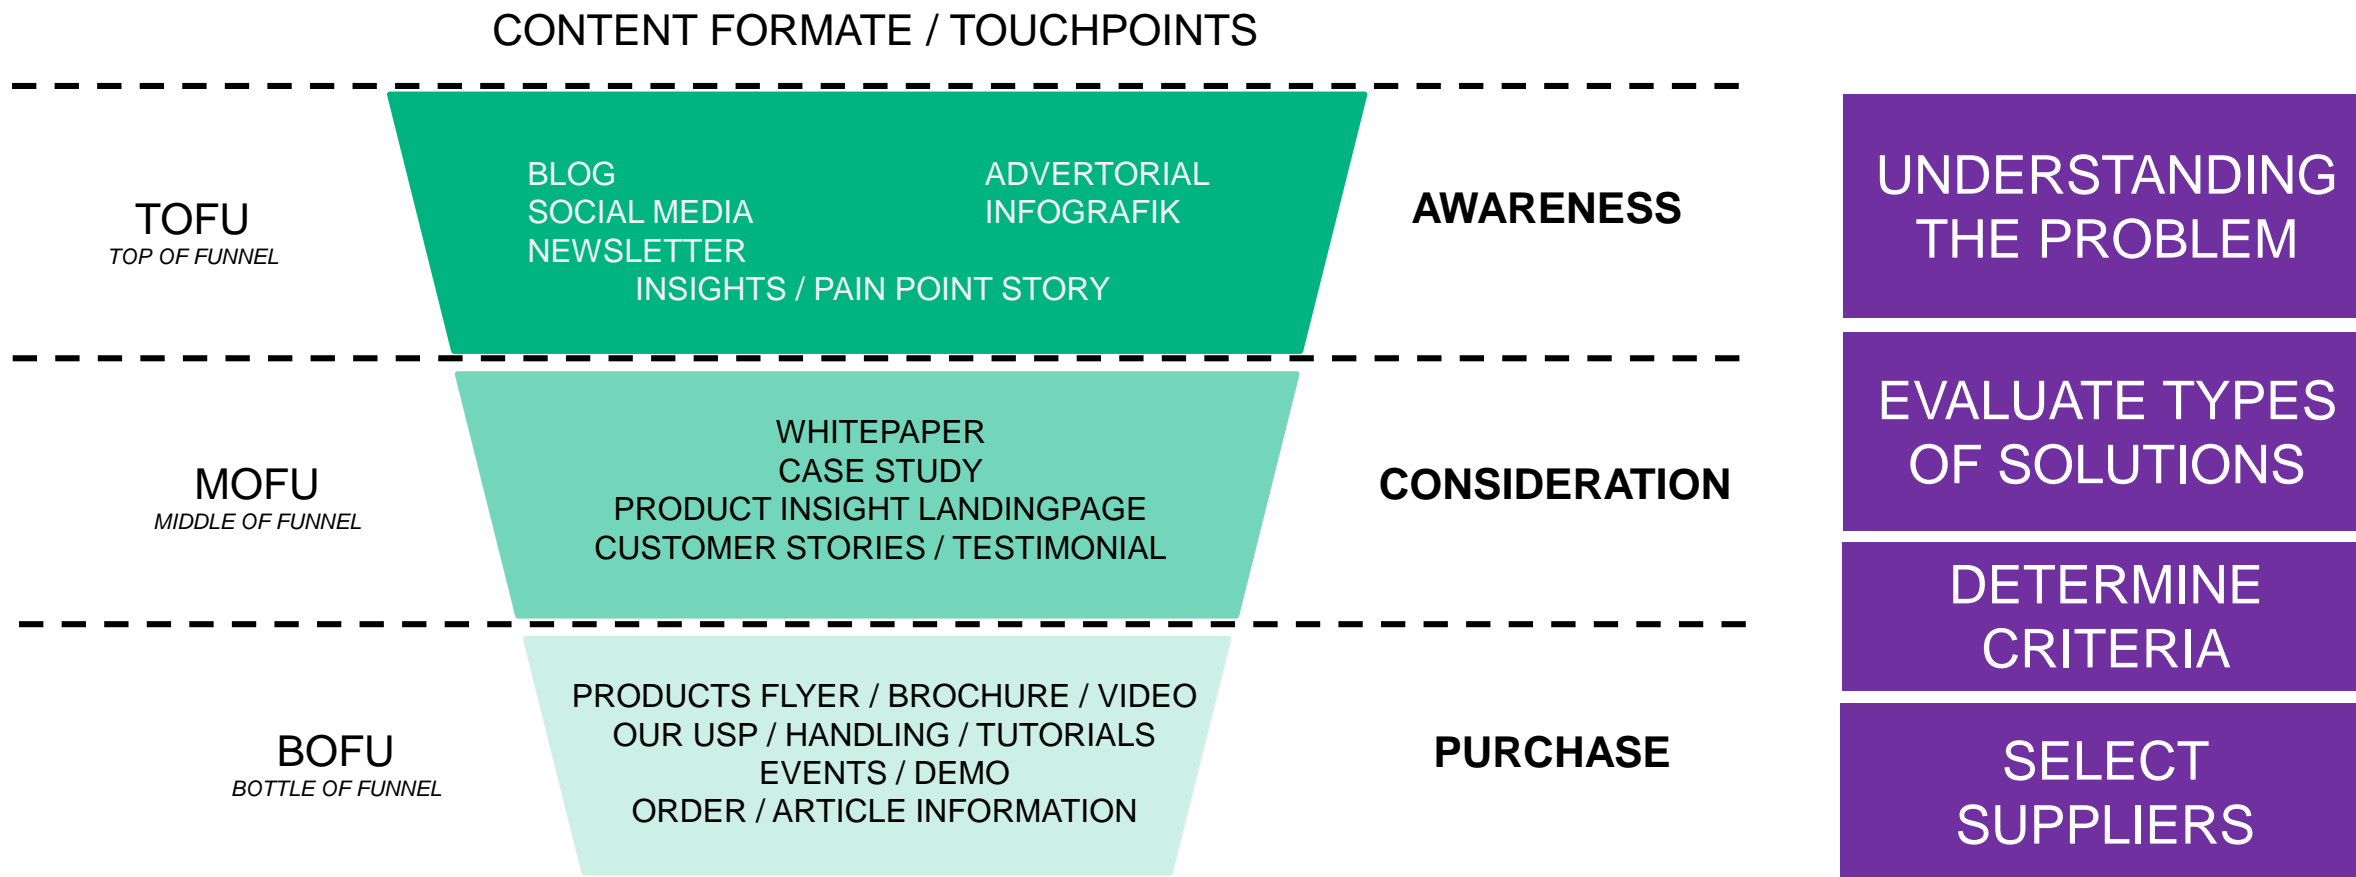 CONTENT FORMATE / TOUCHPOINTS
TOFU
TOP OF FUNNEL
BLOG
SOCIAL MEDIA
NEWSLETTER
ADVERTORIAL
INFOGRAFIK
INSIGHTS / PAIN POINT STORY
AWARENESS
UNDERSTANDING
THE PROBLEM
MOFU
MIDDLE OF FUNNEL
WHITEPAPER
CASE STUDY
PRODUCT INSIGHT LANDINGPAGE
CUSTOMER STORIES / TESTIMONIAL
CONSIDERATION
EVALUATE TYPES
OF SOLUTIONS
DETERMINE
CRITERIA
BOFU
BOTTLE OF FUNNEL
PRODUCTS FLYER / BROCHURE / VIDEO
OUR USP / HANDLING / TUTORIALS
EVENTS / DEMO
ORDER / ARTICLE INFORMATION
PURCHASE
SELECT
SUPPLIERS